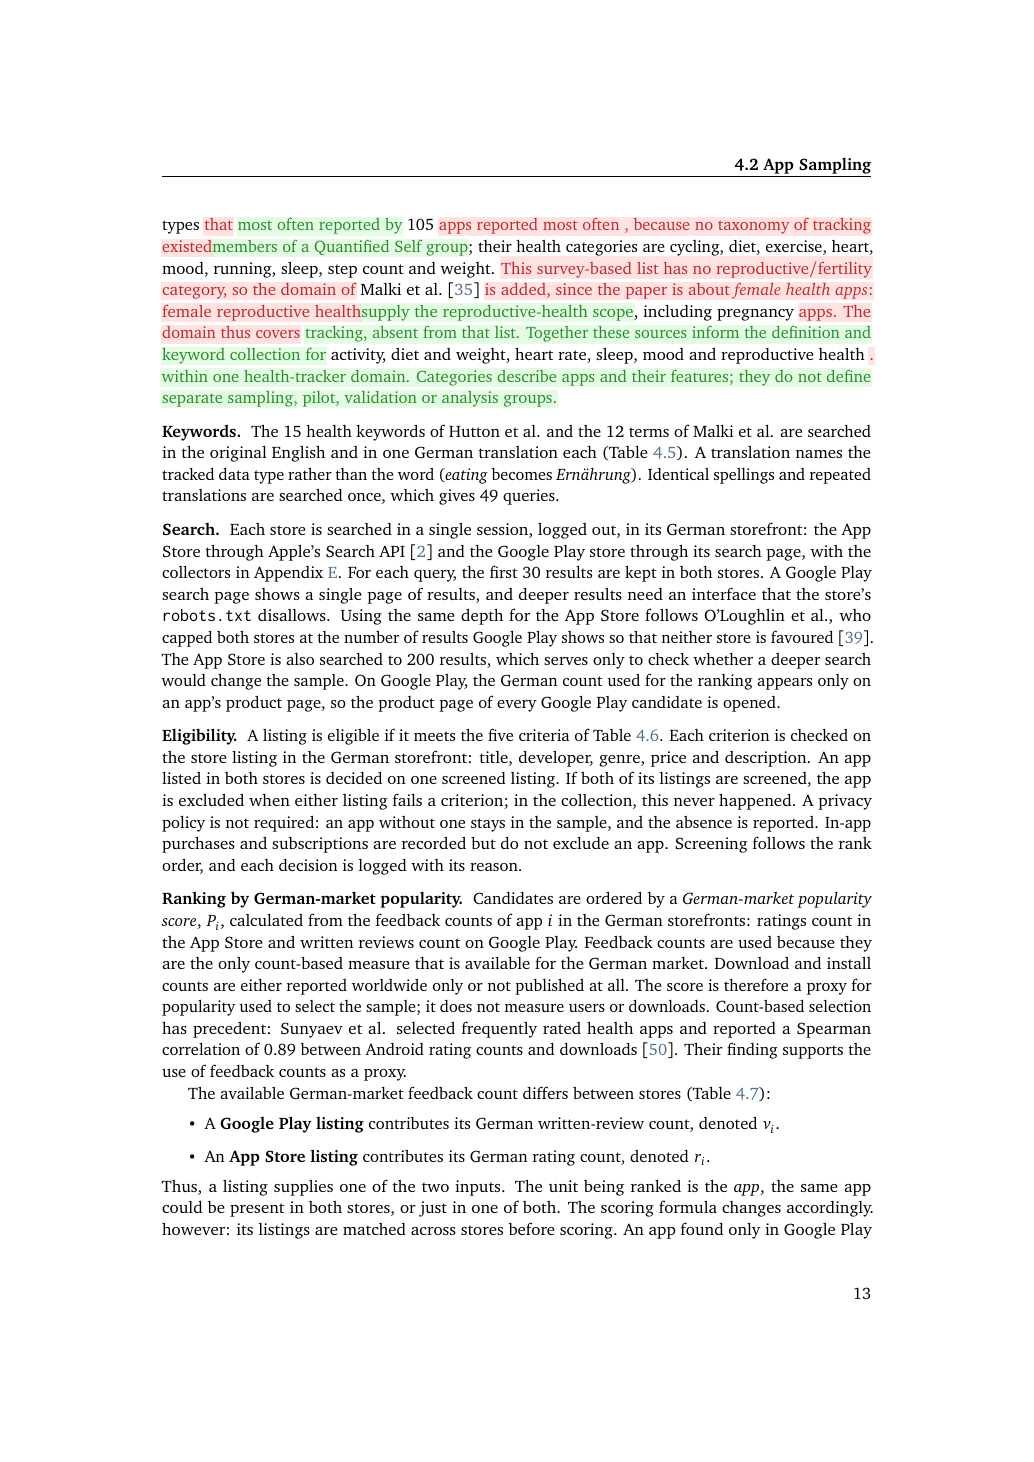 4.2 App Sampling
types that most often reported by 105 apps reported most often , because no taxonomy of tracking
existedmembers of a Quantified Self group; their health categories are cycling, diet, exercise, heart,
mood, running, sleep, step count and weight. This survey-based list has no reproductive/fertility
category, so the domain of Malki et al. [35] is added, since the paper is about female health apps:
female reproductive healthsupply the reproductive-health scope, including pregnancy apps. The
domain thus covers tracking, absent from that list. Together these sources inform the definition and
keyword collection for activity, diet and weight, heart rate, sleep, mood and reproductive health .
within one health-tracker domain. Categories describe apps and their features; they do not define
separate sampling, pilot, validation or analysis groups.
Keywords. The 15 health keywords of Hutton et al. and the 12 terms of Malki et al. are searched
in the original English and in one German translation each (Table 4.5). A translation names the
tracked data type rather than the word (eating becomes Ernährung). Identical spellings and repeated
translations are searched once, which gives 49 queries.
Search. Each store is searched in a single session, logged out, in its German storefront: the App
Store through Apple's Search API [2] and the Google Play store through its search page, with the
collectors in Appendix E. For each query, the first 30 results are kept in both stores. A Google Play
search page shows a single page of results, and deeper results need an interface that the store's
robots.txt disallows. Using the same depth for the App Store follows O'Loughlin et al., who
capped both stores at the number of results Google Play shows so that neither store is favoured [39].
The App Store is also searched to 200 results, which serves only to check whether a deeper search
would change the sample. On Google Play, the German count used for the ranking appears only on
an app's product page, so the product page of every Google Play candidate is opened.
Eligibility. A listing is eligible if it meets the five criteria of Table 4.6. Each criterion is checked on
the store listing in the German storefront: title, developer, genre, price and description. An app
listed in both stores is decided on one screened listing. If both of its listings are screened, the app
is excluded when either listing fails a criterion; in the collection, this never happened. A privacy
policy is not required: an app without one stays in the sample, and the absence is reported. In-app
purchases and subscriptions are recorded but do not exclude an app. Screening follows the rank
order, and each decision is logged with its reason.
Ranking by German-market popularity. Candidates are ordered by a German-market popularity
score, Pi, calculated from the feedback counts of app i in the German storefronts: ratings count in
the App Store and written reviews count on Google Play. Feedback counts are used because they
are the only count-based measure that is available for the German market. Download and install
counts are either reported worldwide only or not published at all. The score is therefore a proxy for
popularity used to select the sample; it does not measure users or downloads. Count-based selection
has precedent: Sunyaev et al. selected frequently rated health apps and reported a Spearman
correlation of 0.89 between Android rating counts and downloads [50]. Their finding supports the
use of feedback counts as a proxy.
The available German-market feedback count differs between stores (Table 4.7):
• A Google Play listing contributes its German written-review count, denoted vi.
• An App Store listing contributes its German rating count, denoted ri.
Thus, a listing supplies one of the two inputs. The unit being ranked is the app, the same app
could be present in both stores, or just in one of both. The scoring formula changes accordingly.
however: its listings are matched across stores before scoring. An app found only in Google Play
13